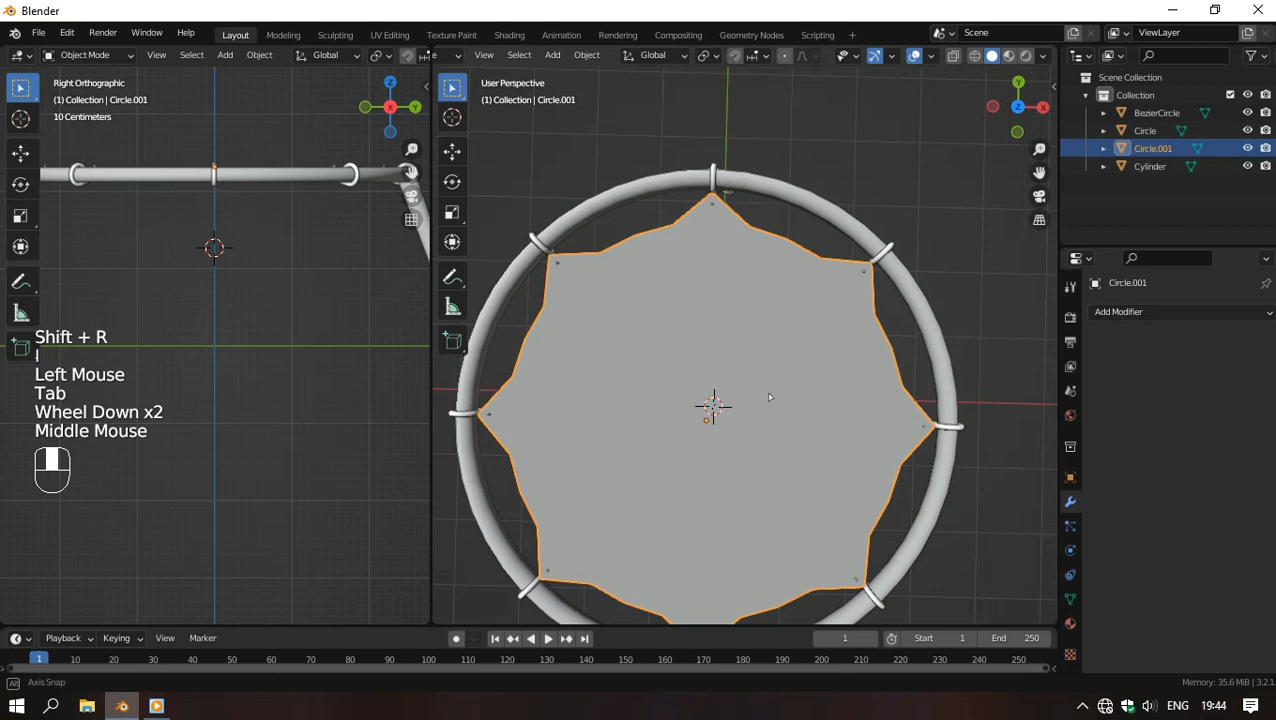 Blender
File Edit Render Window Help Layout Modeling Sculpting UV Editing Texture Paint Shading Animation Rendering Compositing Geometry Nodes Scripting + Scene ViewLayer
Object Mode View Select Add Object Global View Select Add Object Global
Right Orthographic
(1) Collection | Circle.001
10 Centimeters
User Perspective
(1) Collection | Circle.001
Z
X
Y
Y
Z
X
Scene Collection
Collection
BezierCircle
Circle
Circle.001
Cylinder
Circle.001
Add Modifier
Shift + R
I
Left Mouse
Tab
Wheel Down x2
Middle Mouse
Playback Keying View Marker 1 Start 1 End 250
1 10 20 30 40 50 60 70 80 90 100 110 120 130 140 150 160 170 180 190 200 210 220 230 240 250
Alt Axis Snap Memory: 35.6 MiB | 3.2.1
ENG 19:44